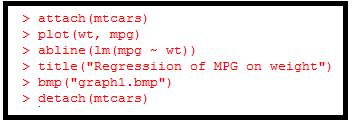 > attach(mtcars)
> plot(wt, mpg)
> abline(lm(mpg ~ wt))
> title("Regressiion of MPG on weight")
> bmp("graph1.bmp")
> detach(mtcars)